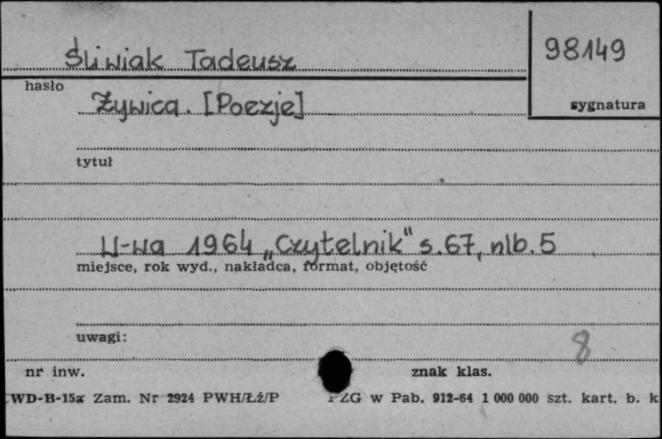 Śliwiak Tadeusz
98149
hasło
Żywica. [Poezje]
sygnatura
tytuł
W-wa 1964 „Czytelnik" s. 67, nlb. 5
miejsce, rok wyd., nakładca, format, objętość
uwagi:
8
nr inw.
znak klas.
WD-B-15a Zam. Nr 2924 PWH/Łź/P PZG w Pab. 912-64 1 000 000 szt. kart. b. k